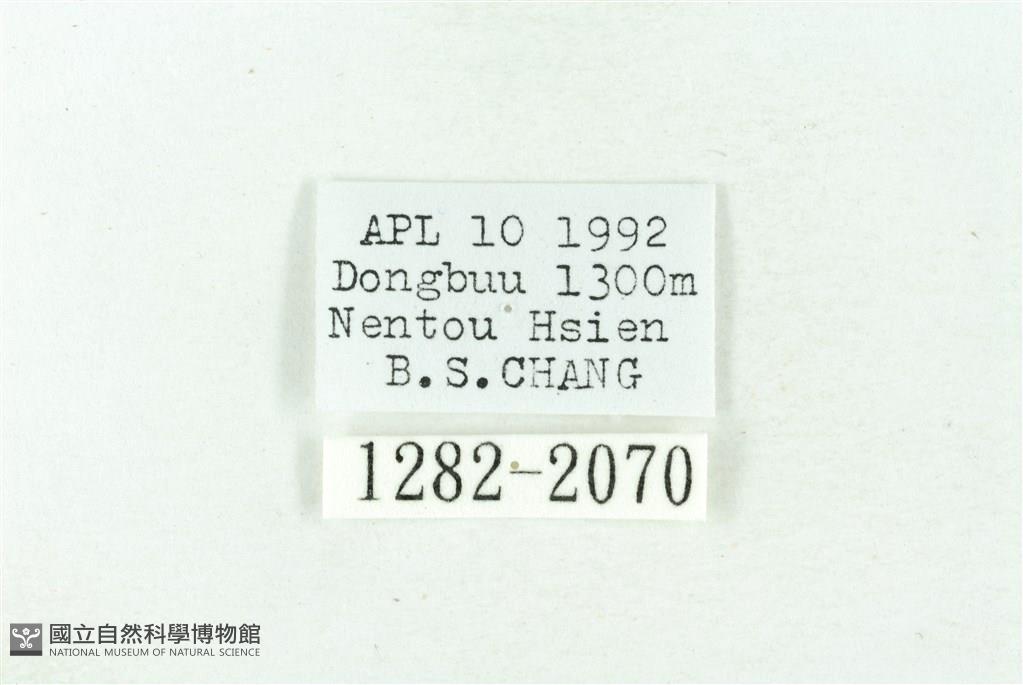 APL 10 1992
Dongbuu 1300m
Nentou Hsien
B.S.CHANG
1282-2070
國立自然科學博物館
NATIONAL MUSEUM OF NATURAL SCIENCE